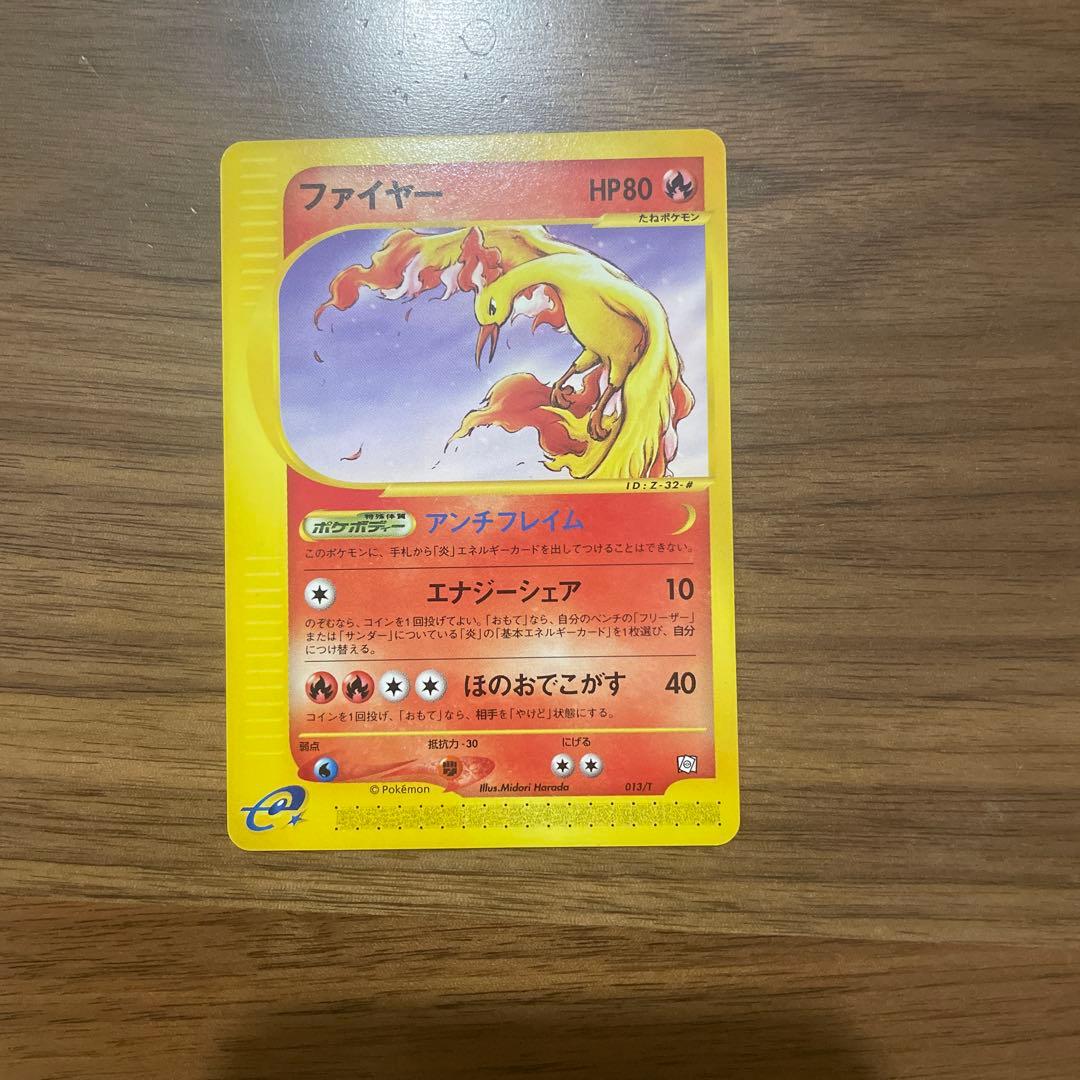 ファイヤー HP80
たねポケモン
ID:Z-32-#
特殊体質
ポケボディー アンチフレイム
このポケモンに、手札から「炎」エネルギーカードを出してつけることはできない。
エナジーシェア 10
のぞむなら、コインを1回投げてよい。「おもて」なら、自分のベンチの「フリーザー」
または「サンダー」についている「炎」の「基本エネルギーカード」を1枚選び、自分
につけ替える。
ほのおでこがす 40
コインを1回投げ、「おもて」なら、相手を「やけど」状態にする。
弱点 抵抗力-30 にげる
©Pokémon Illus.Midori Harada 013/T
e